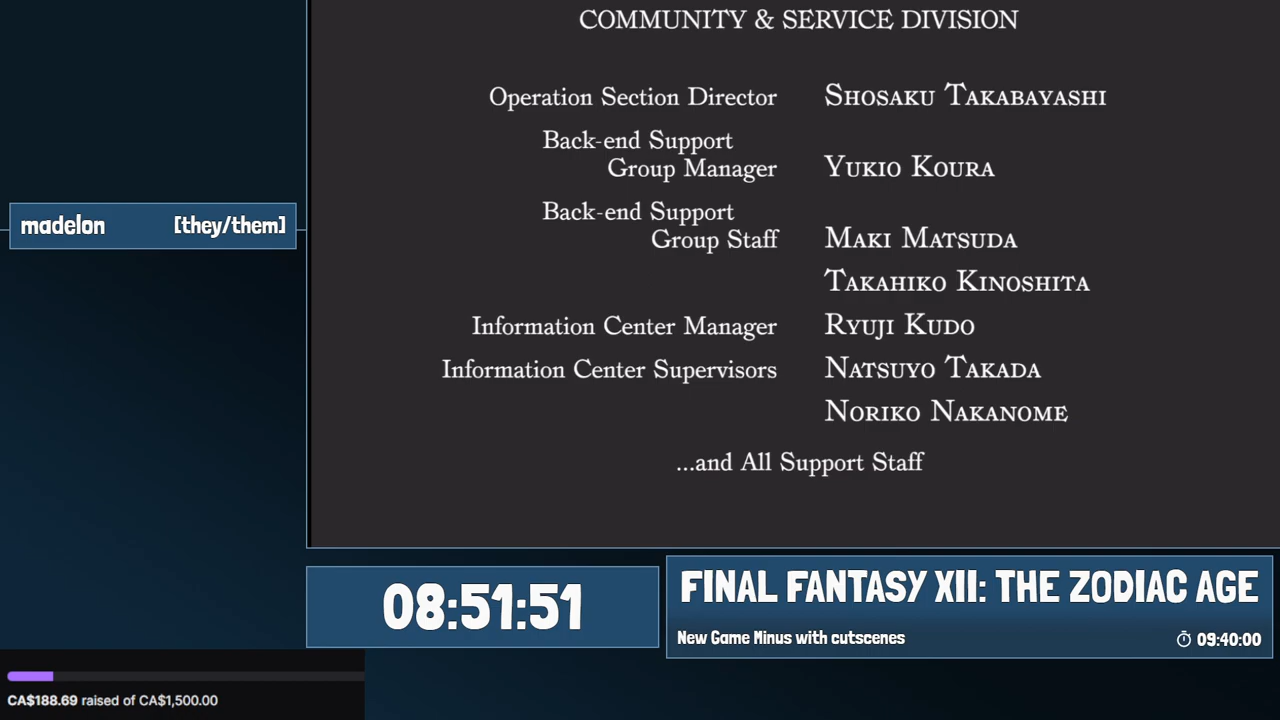 COMMUNITY & SERVICE DIVISION
Operation Section Director SHOSAKU TAKABAYASHI
Back-end Support
Group Manager YUKIO KOURA
Back-end Support
Group Staff MAKI MATSUDA
TAKAHIKO KINOSHITA
Information Center Manager RYUJI KUDO
Information Center Supervisors NATSUYO TAKADA
NORIKO NAKANOME
...and All Support Staff
madelon [they/them]
08:51:51
FINAL FANTASY XII: THE ZODIAC AGE
New Game Minus with cutscenes 09:40:00
CA$188.69 raised of CA$1,500.00